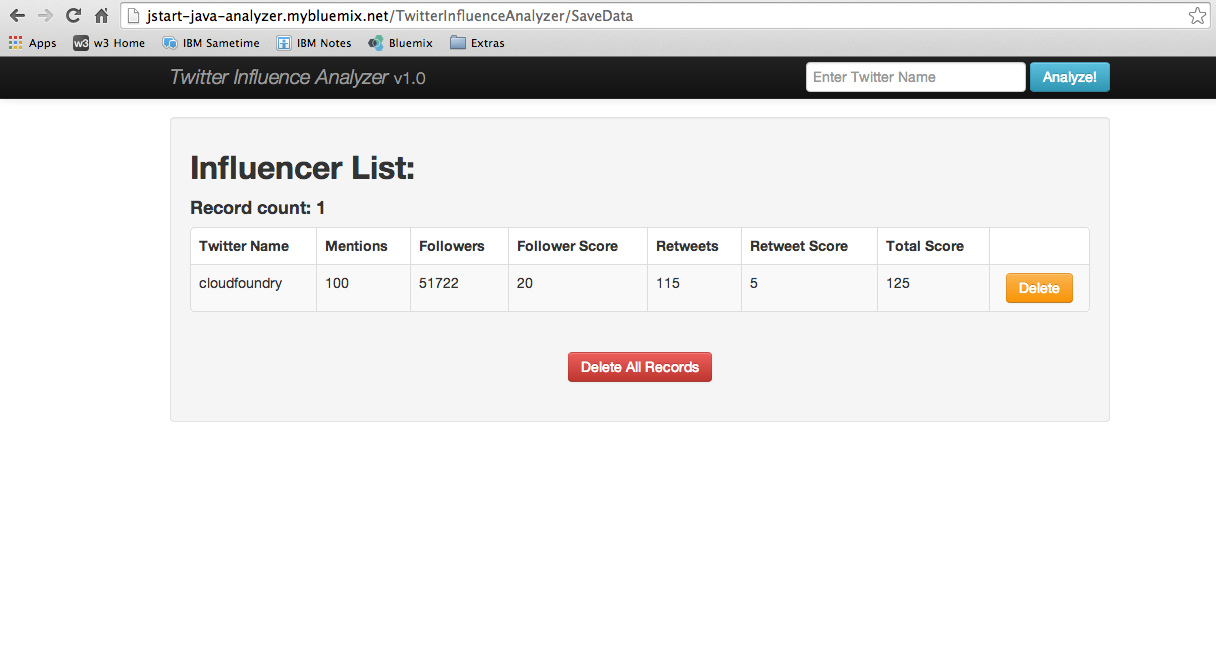 jstart-java-analyzer.mybluemix.net/TwitterInfluenceAnalyzer/SaveData
Apps w3 w3 Home IBM Sametime IBM Notes Bluemix Extras
Twitter Influence Analyzer v1.0 Enter Twitter Name Analyze!
Influencer List:
Record count: 1
Twitter Name Mentions Followers Follower Score Retweets Retweet Score Total Score
cloudfoundry 100 51722 20 115 5 125 Delete
Delete All Records